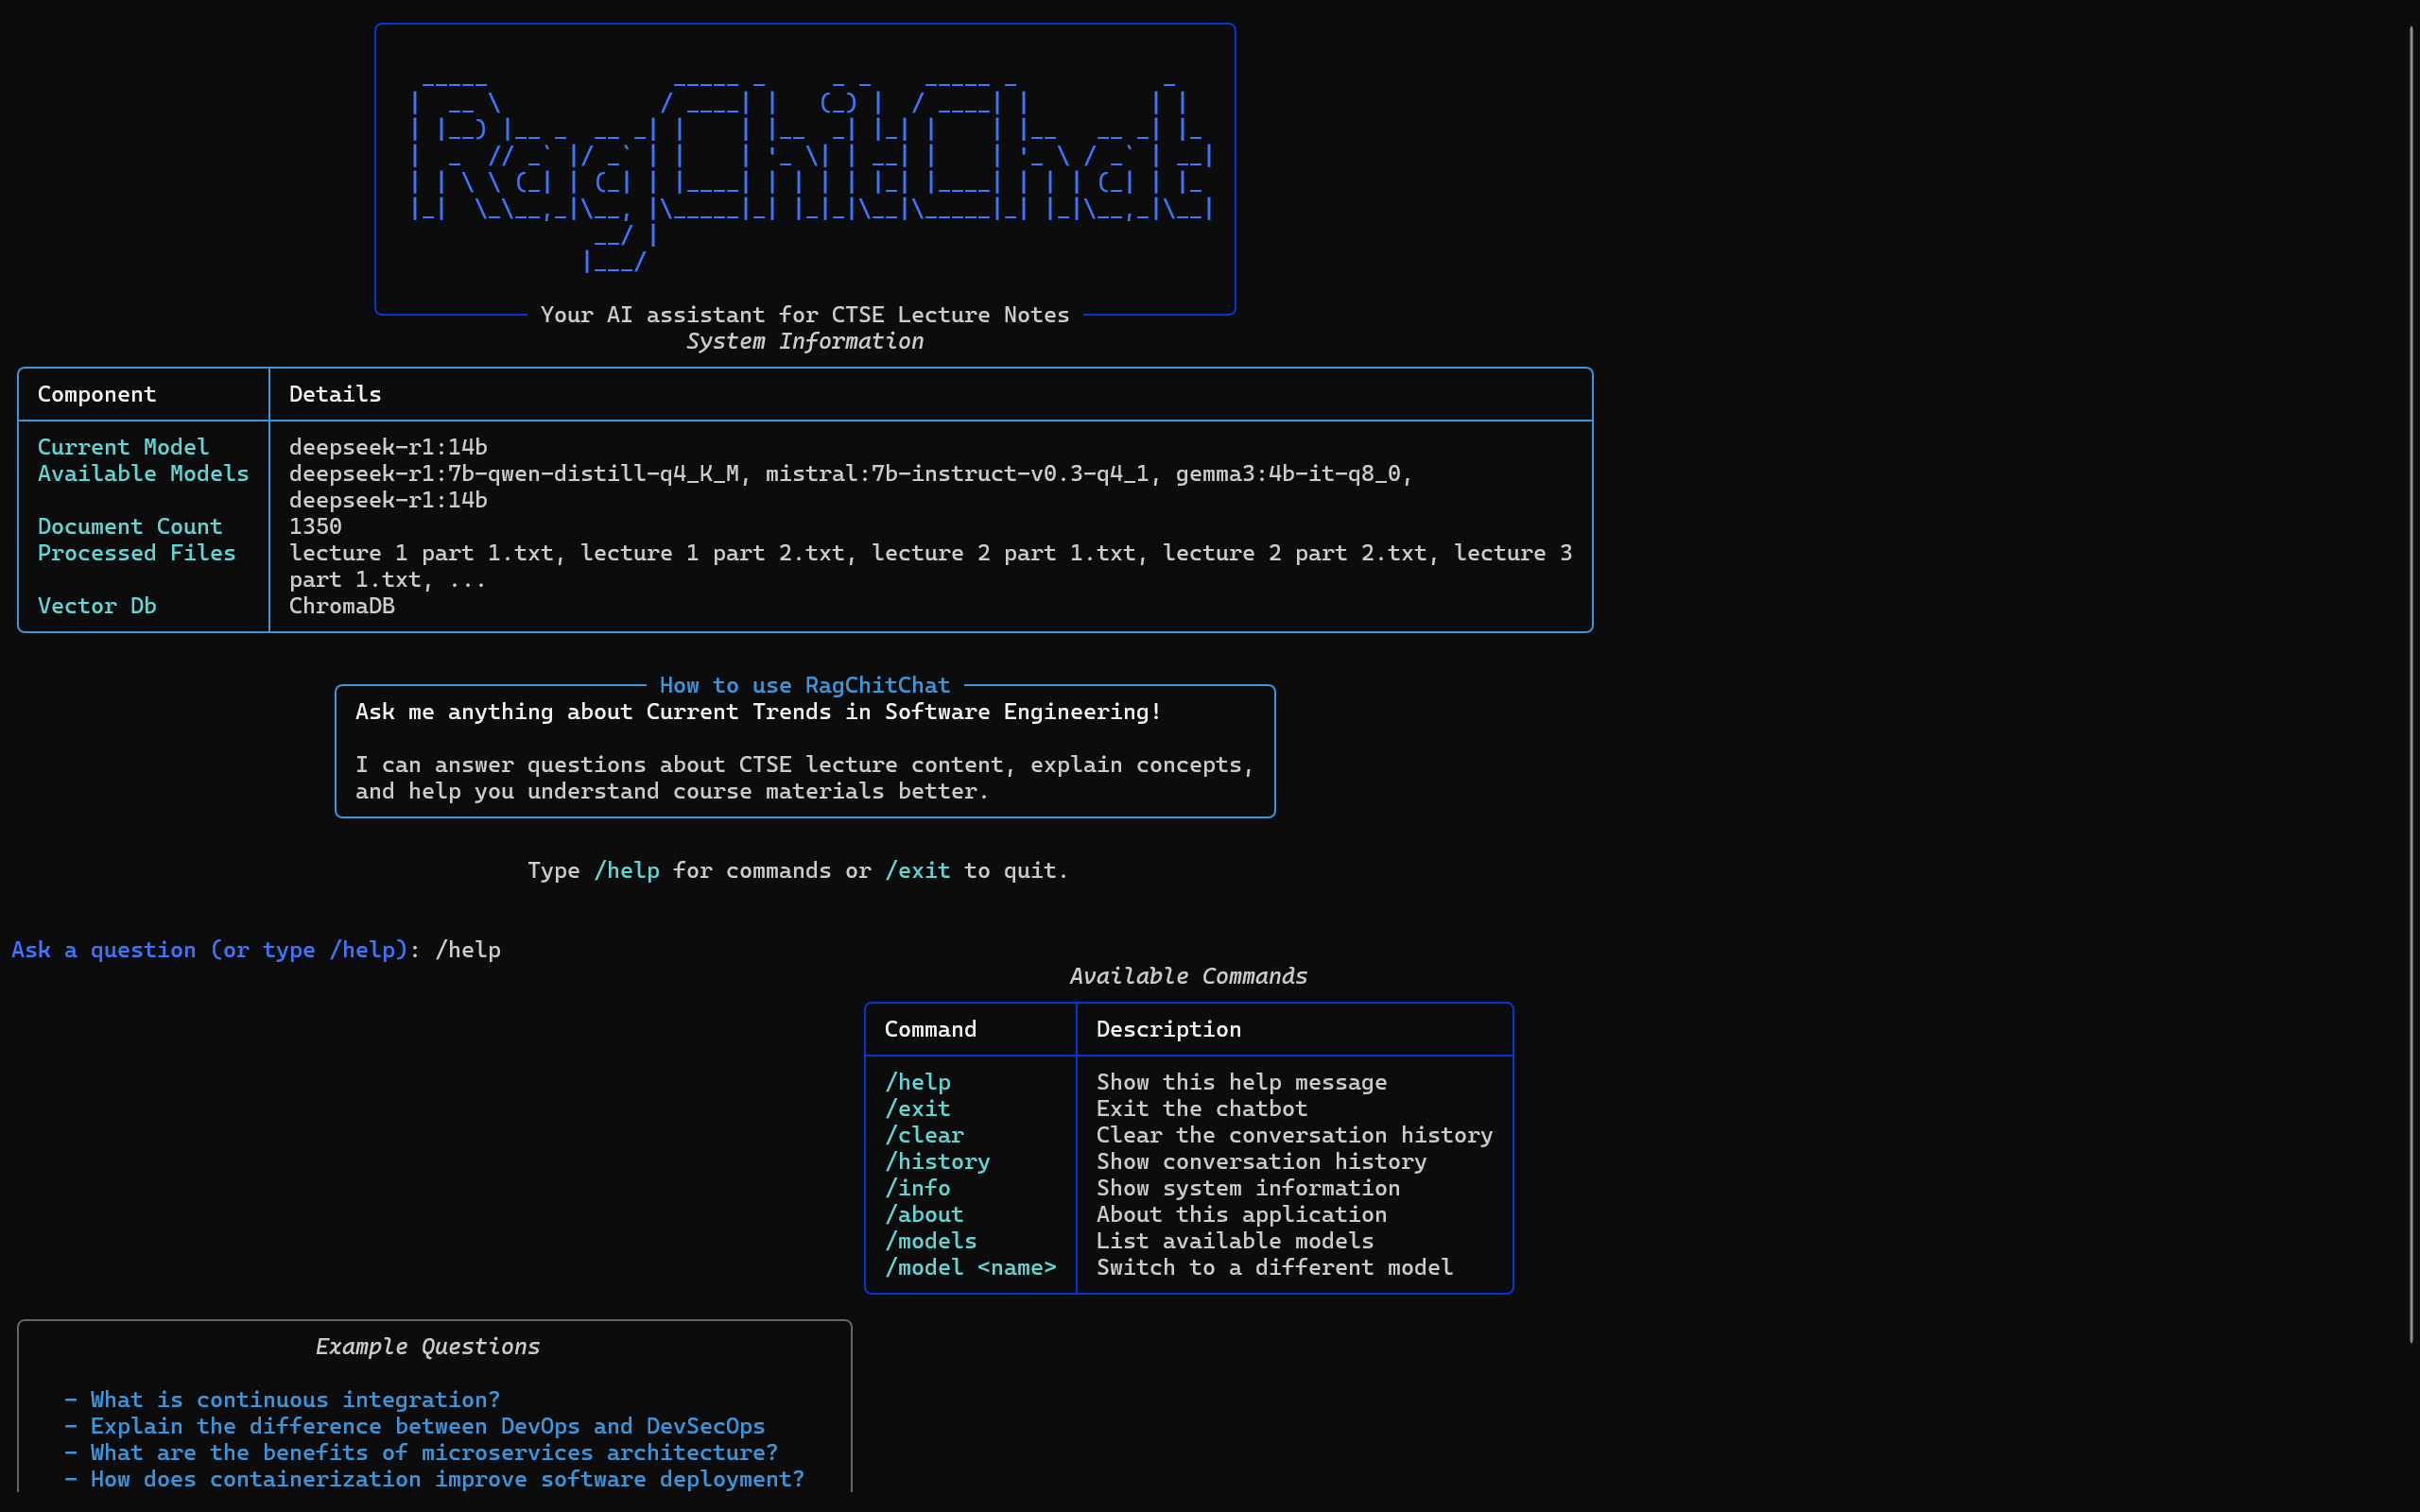 RagChitChat
Your AI assistant for CTSE Lecture Notes
System Information
Component Details
Current Model deepseek-r1:14b
Available Models deepseek-r1:7b-qwen-distill-q4_K_M, mistral:7b-instruct-v0.3-q4_1, gemma3:4b-it-q8_0,
deepseek-r1:14b
Document Count 1350
Processed Files lecture 1 part 1.txt, lecture 1 part 2.txt, lecture 2 part 1.txt, lecture 2 part 2.txt, lecture 3
part 1.txt, ...
Vector Db ChromaDB
How to use RagChitChat
Ask me anything about Current Trends in Software Engineering!
I can answer questions about CTSE lecture content, explain concepts,
and help you understand course materials better.
Type /help for commands or /exit to quit.
Ask a question (or type /help): /help
Available Commands
Command Description
/help Show this help message
/exit Exit the chatbot
/clear Clear the conversation history
/history Show conversation history
/info Show system information
/about About this application
/models List available models
/model <name> Switch to a different model
Example Questions
- What is continuous integration?
- Explain the difference between DevOps and DevSecOps
- What are the benefits of microservices architecture?
- How does containerization improve software deployment?